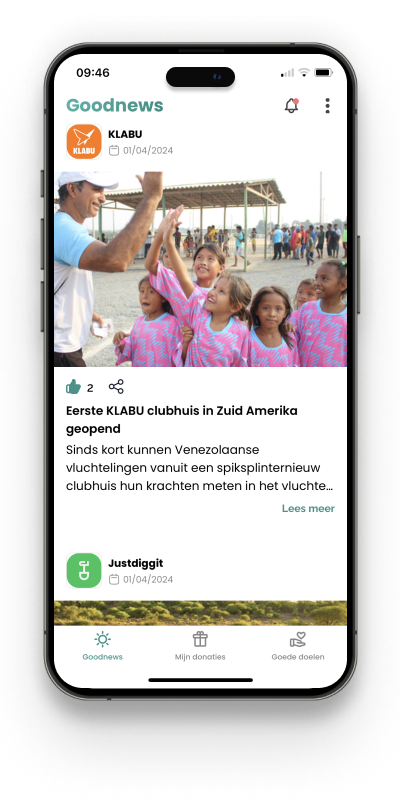 09:46
Goodnews
KLABU
KLABU
01/04/2024
2
Eerste KLABU clubhuis in Zuid Amerika
geopend
Sinds kort kunnen Venezolaanse
vluchtelingen vanuit een spiksplinternieuw
clubhuis hun krachten meten in het vluchte...
Lees meer
Justdiggit
01/04/2024
Goodnews
Mijn donaties
Goede doelen